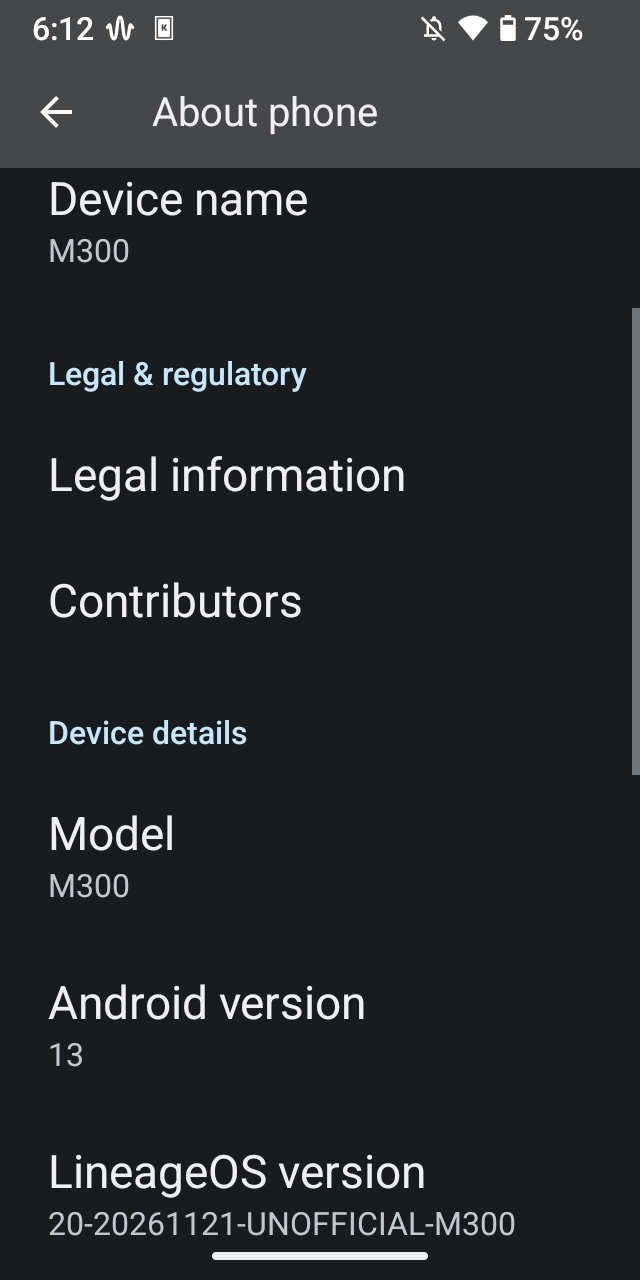 6:12 K 75%
About phone
Device name
M300
Legal & regulatory
Legal information
Contributors
Device details
Model
M300
Android version
13
LineageOS version
20-20261121-UNOFFICIAL-M300